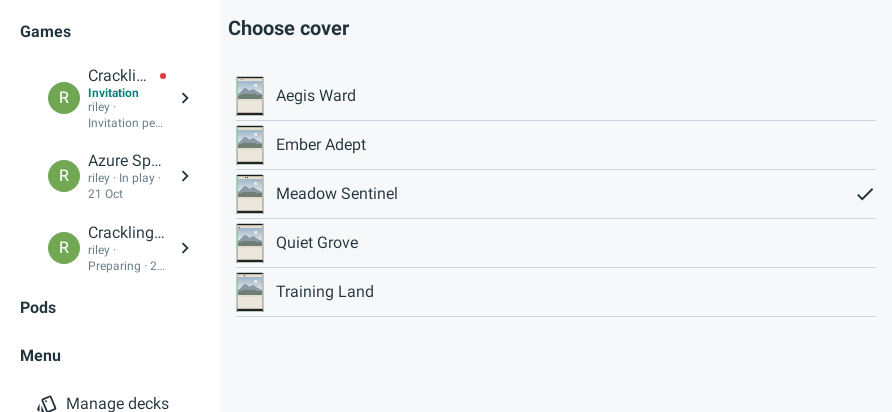 Games
R
Crackli...
Invitation
riley ·
Invitation pe...
R
Azure Sp...
riley · In play ·
21 Oct
R
Crackling...
riley ·
Preparing · 2...
Pods
Menu
Manage decks
Choose cover
Aegis Ward
Ember Adept
Meadow Sentinel
Quiet Grove
Training Land